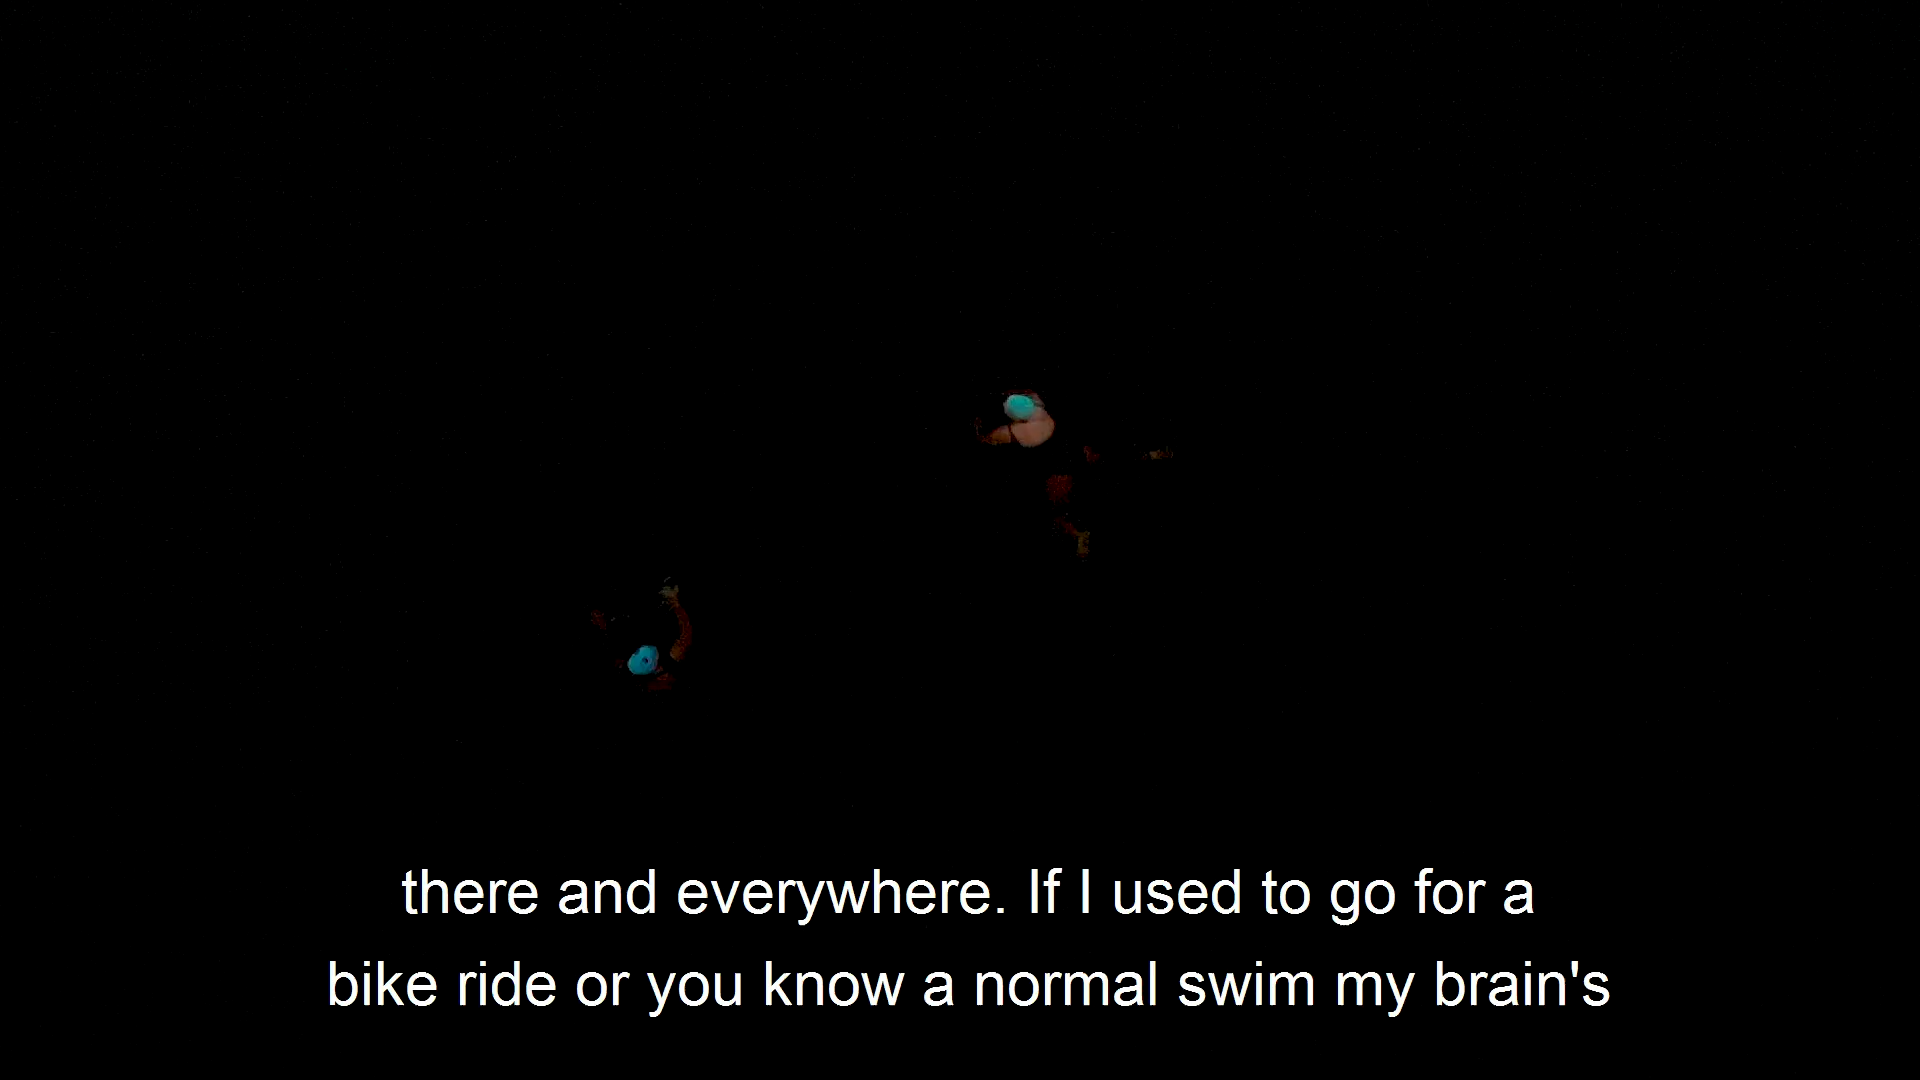 there and everywhere. If I used to go for a
bike ride or you know a normal swim my brain's